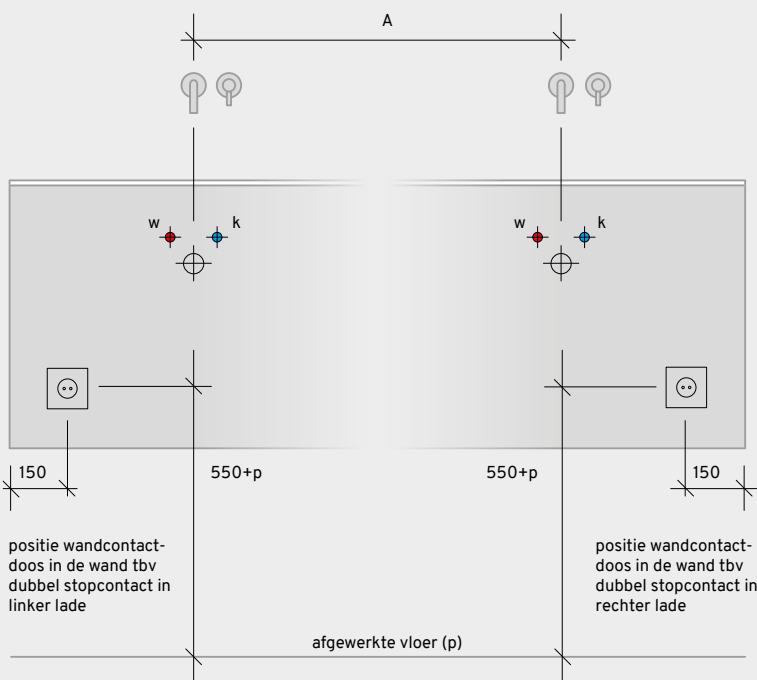 A
w
k
w
k
150
550+p
550+p
150
positie wandcontact-
doos in de wand tbv
dubbel stopcontact in
linker lade
positie wandcontact-
doos in de wand tbv
dubbel stopcontact in
rechter lade
afgewerkte vloer (p)